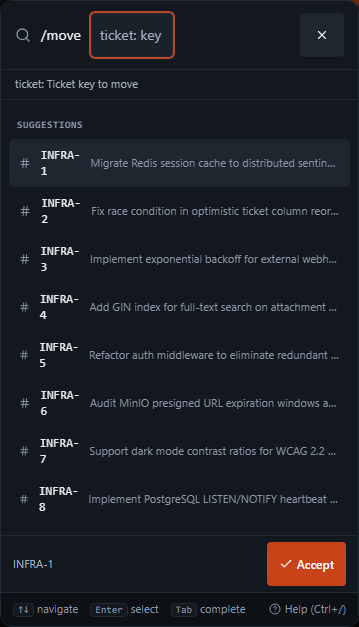 /move ticket: key
ticket: Ticket key to move
SUGGESTIONS
# INFRA-1 Migrate Redis session cache to distributed sentin...
# INFRA-2 Fix race condition in optimistic ticket column reor...
# INFRA-3 Implement exponential backoff for external webh...
# INFRA-4 Add GIN index for full-text search on attachment ...
# INFRA-5 Refactor auth middleware to eliminate redundant ...
# INFRA-6 Audit MinIO presigned URL expiration windows a...
# INFRA-7 Support dark mode contrast ratios for WCAG 2.2 ...
# INFRA-8 Implement PostgreSQL LISTEN/NOTIFY heartbeat ...
INFRA-1 Accept
↑↓ navigate Enter select Tab complete Help (Ctrl+/)